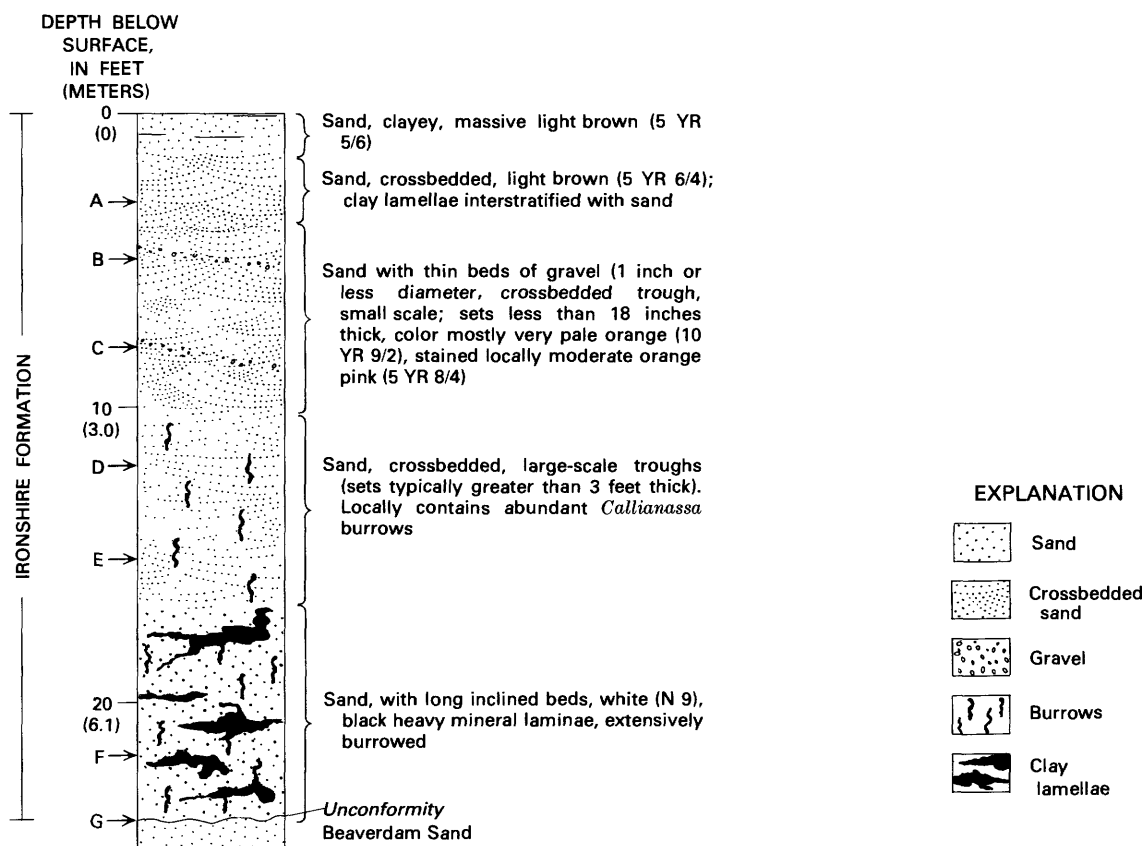 DEPTH BELOW
SURFACE,
IN FEET
(METERS)
0
(0)
A
B
C
10
(3.0)
D
E
20
(6.1)
F
G
IRONSHIRE FORMATION
Sand, clayey, massive light brown (5 YR
5/6)
Sand, crossbedded, light brown (5 YR 6/4);
clay lamellae interstratified with sand
Sand with thin beds of gravel (1 inch or
less diameter, crossbedded trough,
small scale; sets less than 18 inches
thick, color mostly very pale orange (10
YR 9/2), stained locally moderate orange
pink (5 YR 8/4)
Sand, crossbedded, large-scale troughs
(sets typically greater than 3 feet thick).
Locally contains abundant Callianassa
burrows
Sand, with long inclined beds, white (N 9),
black heavy mineral laminae, extensively
burrowed
Unconformity
Beaverdam Sand
EXPLANATION
Sand
Crossbedded
sand
Gravel
Burrows
Clay
lamellae